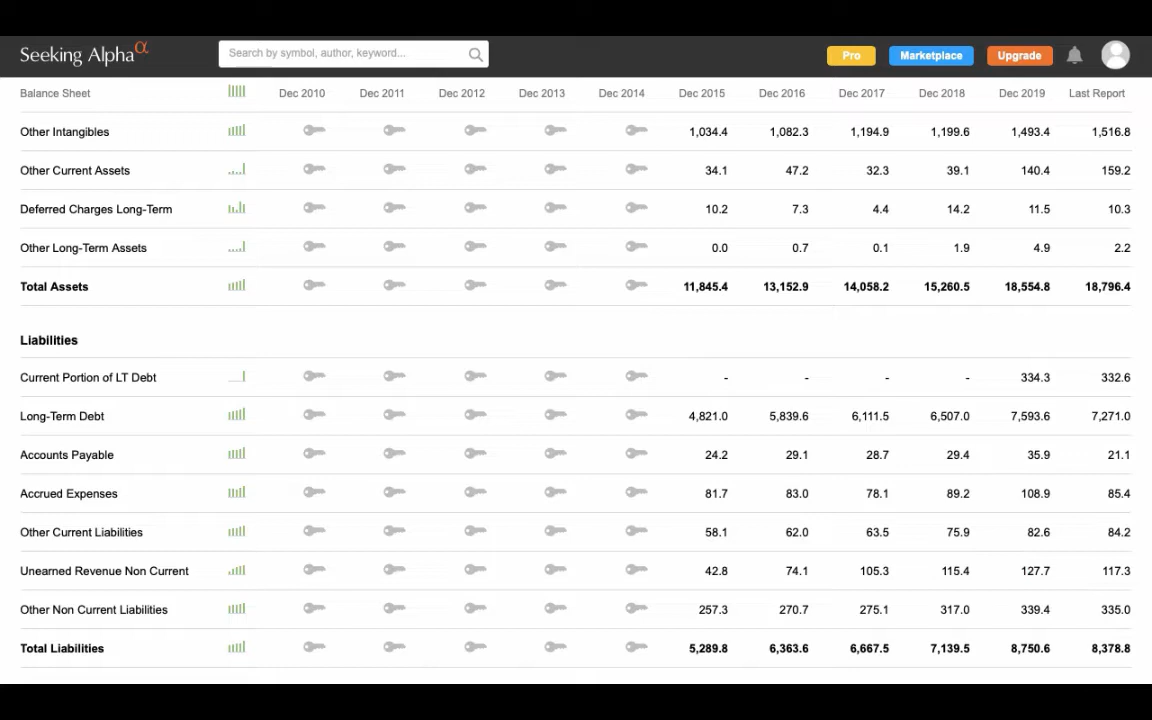 Seeking Alpha α Search by symbol, author, keyword... Pro Marketplace Upgrade
Balance Sheet Dec 2010 Dec 2011 Dec 2012 Dec 2013 Dec 2014 Dec 2015 Dec 2016 Dec 2017 Dec 2018 Dec 2019 Last Report
Other Intangibles 1,034.4 1,082.3 1,194.9 1,199.6 1,493.4 1,516.8
Other Current Assets 34.1 47.2 32.3 39.1 140.4 159.2
Deferred Charges Long-Term 10.2 7.3 4.4 14.2 11.5 10.3
Other Long-Term Assets 0.0 0.7 0.1 1.9 4.9 2.2
Total Assets 11,845.4 13,152.9 14,058.2 15,260.5 18,554.8 18,796.4
Liabilities
Current Portion of LT Debt - - - - 334.3 332.6
Long-Term Debt 4,821.0 5,839.6 6,111.5 6,507.0 7,593.6 7,271.0
Accounts Payable 24.2 29.1 28.7 29.4 35.9 21.1
Accrued Expenses 81.7 83.0 78.1 89.2 108.9 85.4
Other Current Liabilities 58.1 62.0 63.5 75.9 82.6 84.2
Unearned Revenue Non Current 42.8 74.1 105.3 115.4 127.7 117.3
Other Non Current Liabilities 257.3 270.7 275.1 317.0 339.4 335.0
Total Liabilities 5,289.8 6,363.6 6,667.5 7,139.5 8,750.6 8,378.8